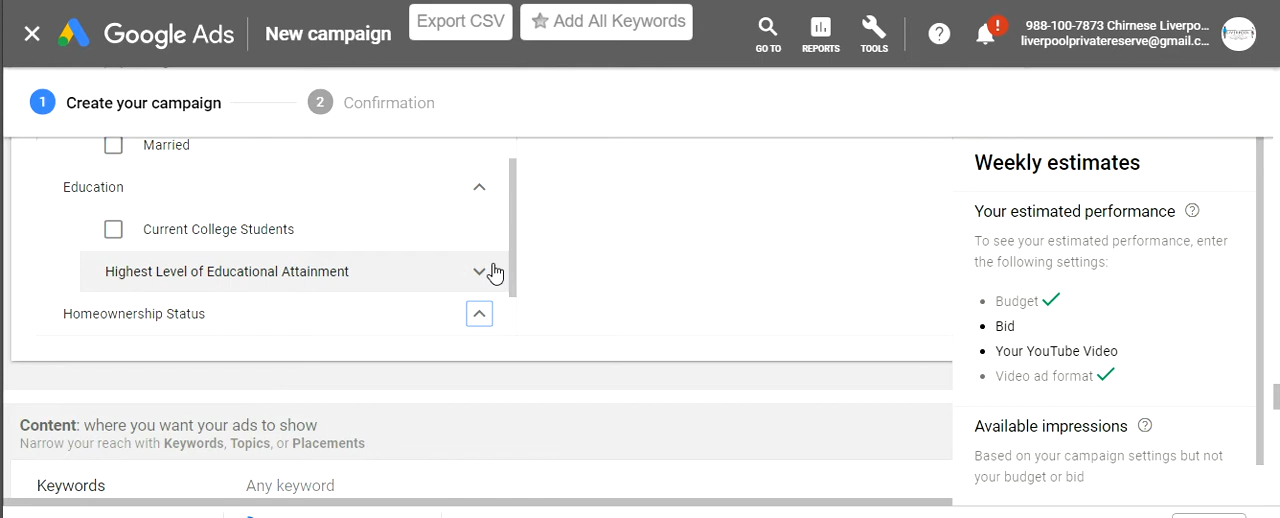 Google Ads
New campaign
Export CSV
Add All Keywords
GO TO
REPORTS
TOOLS
?
!
988-100-7873 Chirnese Liverpo...
liverpoolprivatereserve@gmail.c...
1 Create your campaign
2 Confirmation
Married
Education
Current College Students
Highest Level of Educational Attainment
Homeownership Status
Content: where you want your ads to show
Narrow your reach with Keywords, Topics, or Placements
Keywords Any keyword
Weekly estimates
Your estimated performance ?
To see your estimated performance, enter
the following settings:
• Budget
• Bid
• Your YouTube Video
• Video ad format
Available impressions ?
Based on your campaign settings but not
your budget or bid